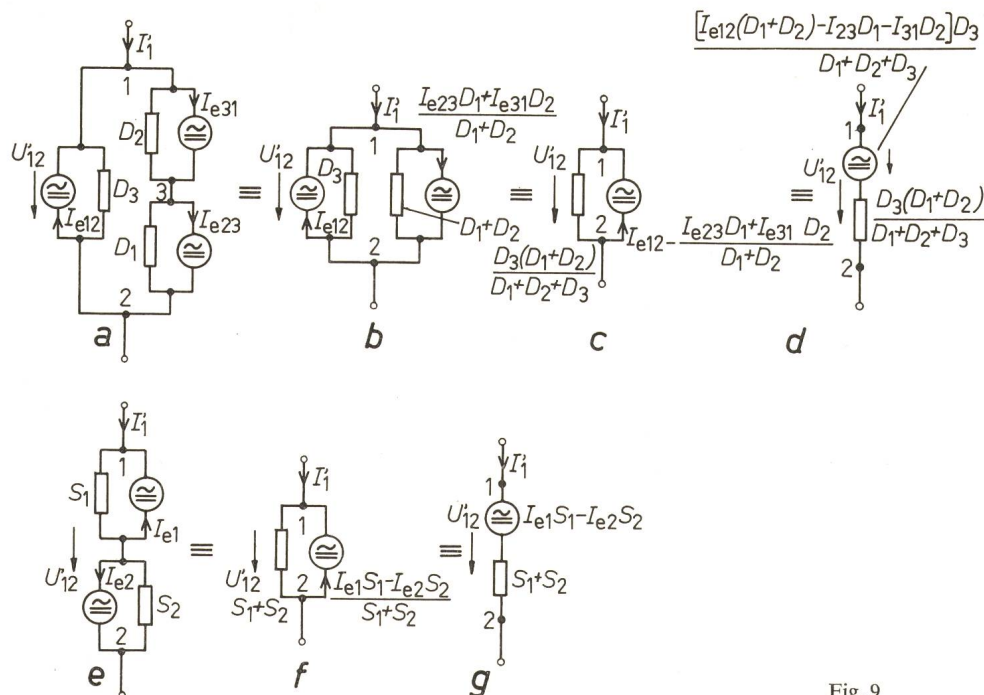 I'1
1
Ie31
D2
U'12
D3
3
Ie12
Ie23
D1
2
a
≡
I'1
(Ie23D1+Ie31D2)/(D1+D2)
1
U'12
D3
Ie12
D1+D2
2
b
≡
I'1
U'12
1
2
Ie12-(Ie23D1+Ie31 D2)/(D1+D2)
D3(D1+D2)/(D1+D2+D3)
c
≡
[Ie12(D1+D2)-I23D1-I31D2]D3/(D1+D2+D3)
I'1
1
U'12
D3(D1+D2)/(D1+D2+D3)
2
d
I'1
1
S1
Ie1
U'12
Ie2
S2
2
e
≡
I'1
1
U'12
2
S1+S2
(Ie1S1-Ie2S2)/(S1+S2)
f
≡
I'1
1
U'12
Ie1S1-Ie2S2
S1+S2
2
g
Fig. 9